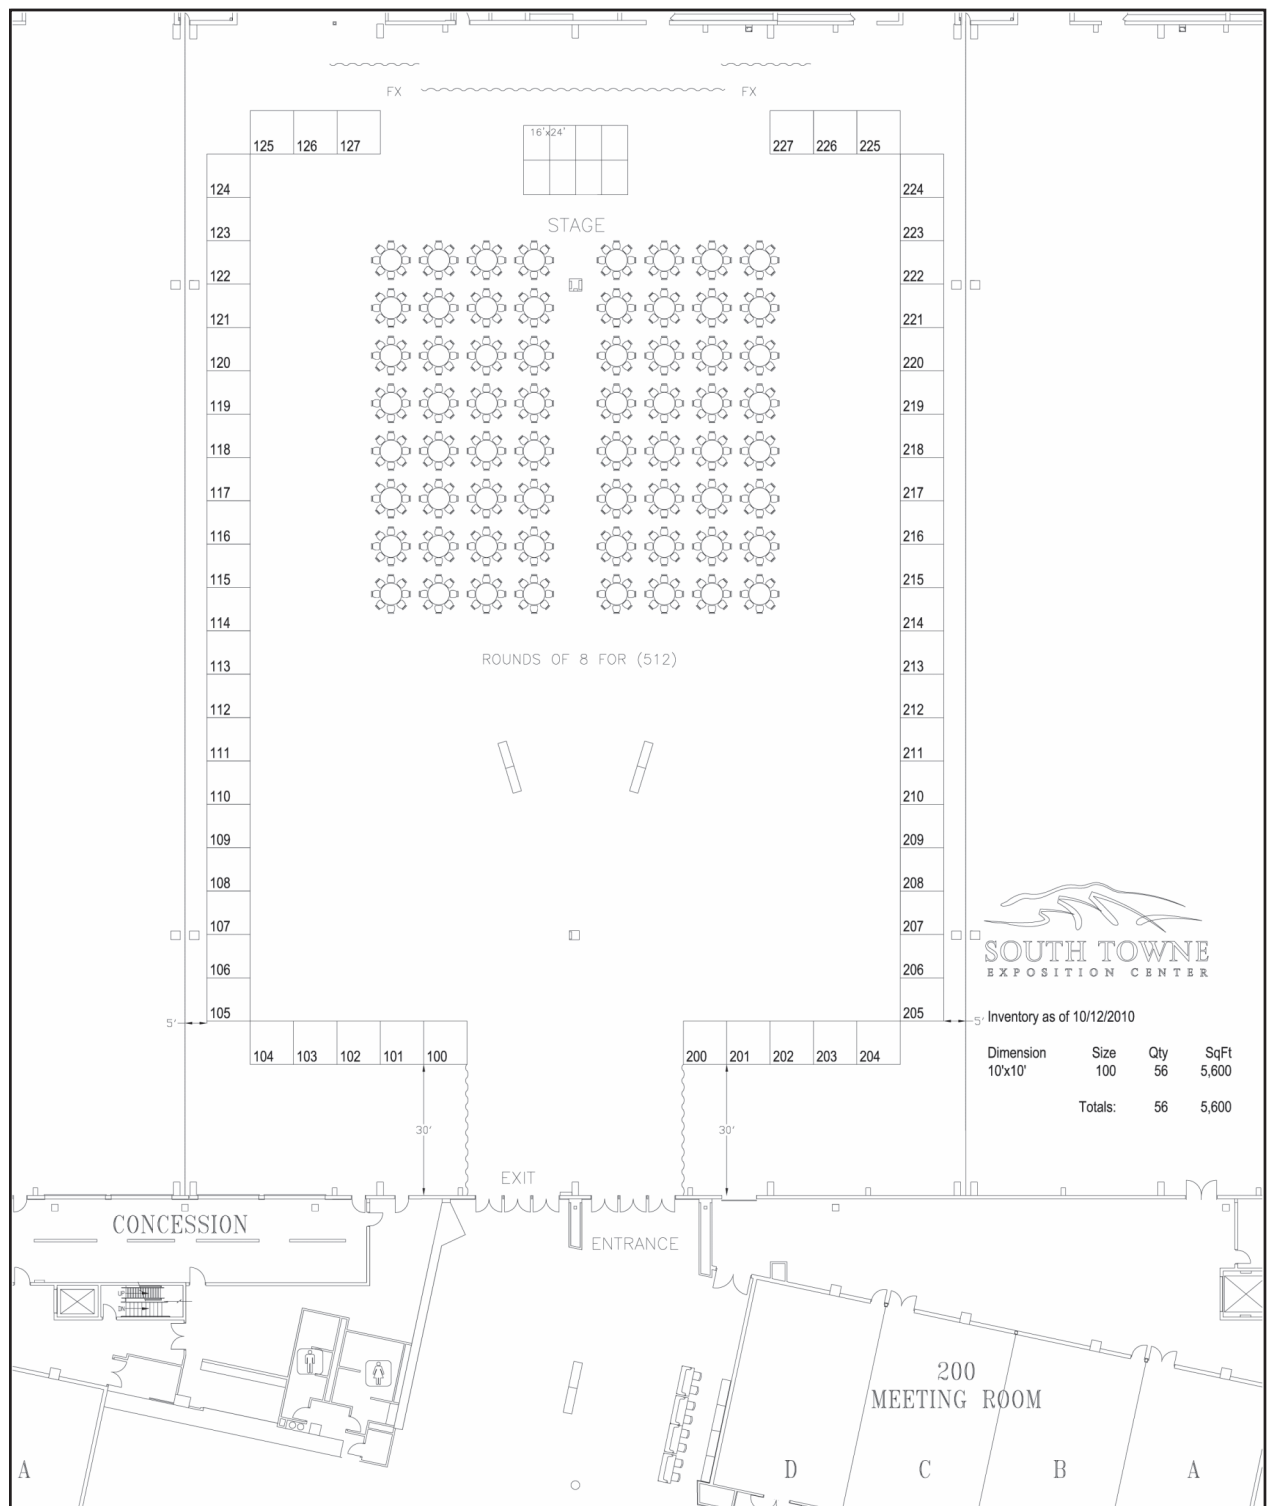 FX
FX
16'x24'
125 126 127
227 226 225
124
224
STAGE
123
223
122
222
121
221
120
220
119
219
118
218
117
217
116
216
115
215
114
214
ROUNDS OF 8 FOR (512)
113
213
112
212
111
211
110
210
109
209
108
208
107
207
SOUTH TOWNE
EXPOSITION CENTER
106
206
105
205
5'
5'
Inventory as of 10/12/2010
104 103 102 101 100
200 201 202 203 204
Dimension Size Qty SqFt
10'x10' 100 56 5,600
Totals: 56 5,600
30'
30'
EXIT
CONCESSION
ENTRANCE
UP
DN
200
MEETING ROOM
A
D
C
B
A